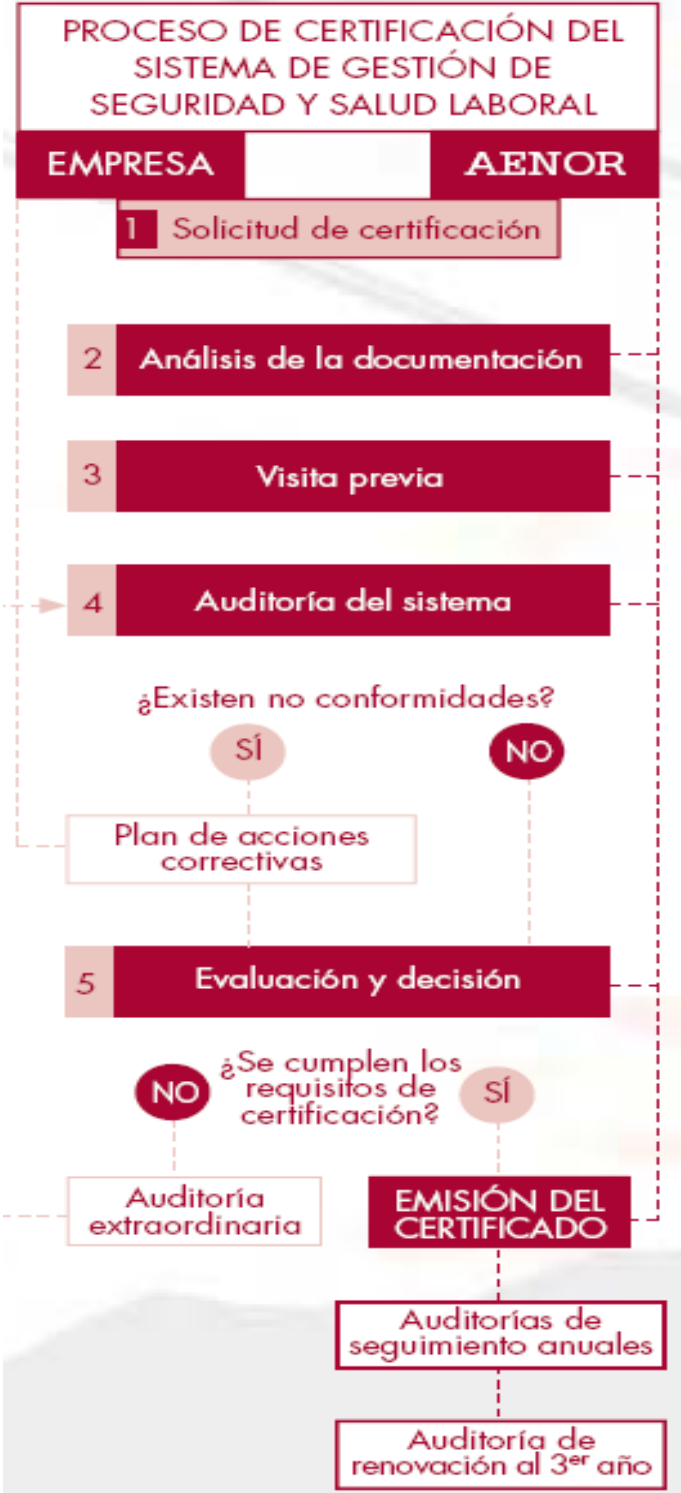 PROCESO DE CERTIFICACIÓN DEL
SISTEMA DE GESTIÓN DE
SEGURIDAD Y SALUD LABORAL
EMPRESA
AENOR
1 Solicitud de certificación
2 Análisis de la documentación
3 Visita previa
4 Auditoría del sistema
¿Existen no conformidades?
SÍ
NO
Plan de acciones
correctivas
5 Evaluación y decisión
¿Se cumplen los
requisitos de
certificación?
NO
SÍ
Auditoría
extraordinaria
EMISIÓN DEL
CERTIFICADO
Auditorías de
seguimiento anuales
Auditoría de
renovación al 3er año